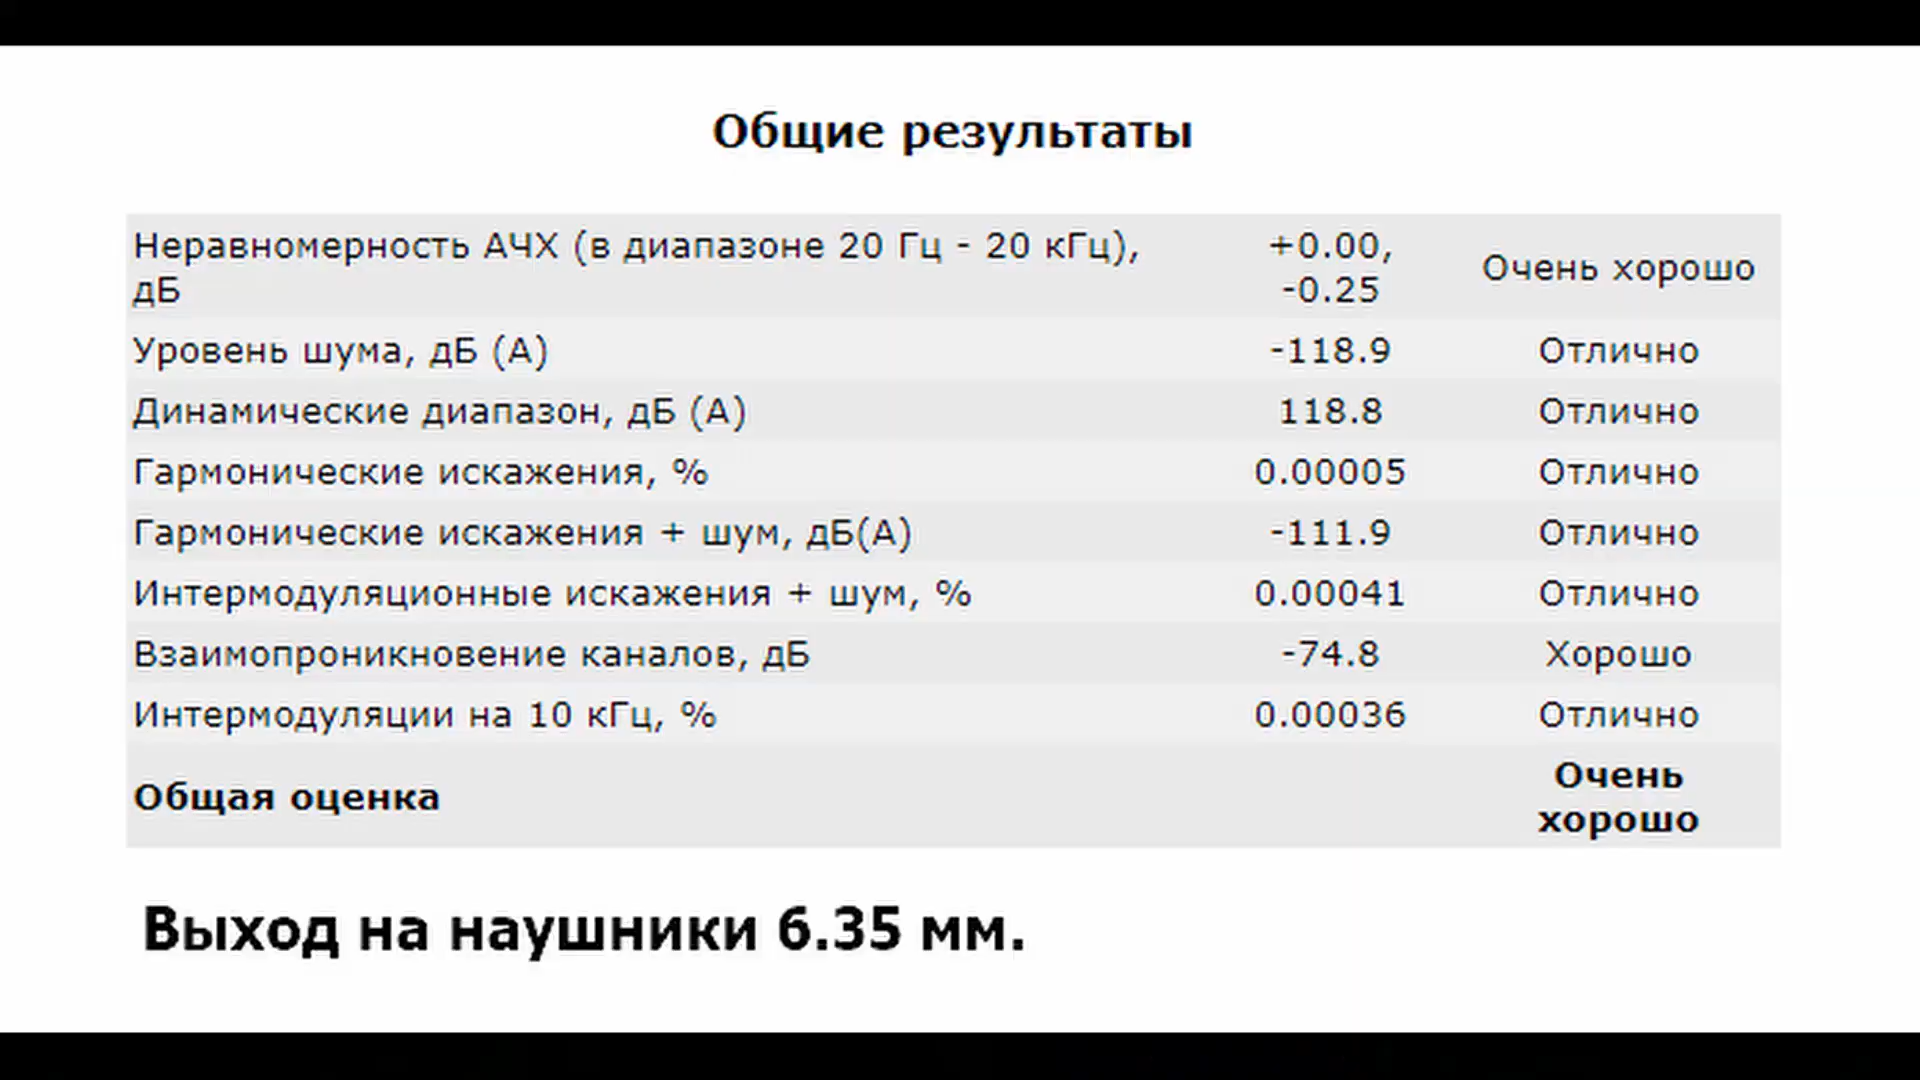 Общие результаты
Неравномерность АЧХ (в диапазоне 20 Гц - 20 кГц), дБ +0.00, -0.25 Очень хорошо
Уровень шума, дБ (А) -118.9 Отлично
Динамический диапазон, дБ (А) 118.8 Отлично
Гармонические искажения, % 0.00005 Отлично
Гармонические искажения + шум, дБ(А) -111.9 Отлично
Интермодуляционные искажения + шум, % 0.00041 Отлично
Взаимопроникновение каналов, дБ -74.8 Хорошо
Интермодуляции на 10 кГц, % 0.00036 Отлично
Общая оценка Очень хорошо
Выход на наушники 6.35 мм.